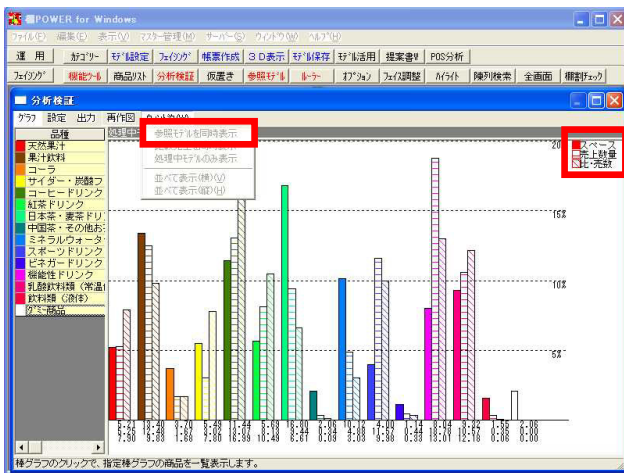 棚POWER for Windows
ファイル(F) 編集(E) 表示(V) マスター管理(M) サーバー(S) ウィンドウ(W) ヘルプ(H)
運 用 カテゴリー モデル設定 フェイシング 帳票作成 3D表示 モデル保存 モデル活用 提案書W POS分析
フェイシング 機能ツール 商品リスト 分析検証 仮置き 参照モデル ルーラー オプション フェイス調整 ハイライト 陳列検索 全画面 棚割チェック
分析検証
グラフ 設定 出力 再作図
品種
天然果汁
果汁飲料
コーラ
サイダー・炭酸フ
コーヒードリンク
紅茶ドリンク
日本茶・麦茶ドリ
中国茶・その他お
ミネラルウォータ
スポーツドリンク
ビネガードリンク
機能性ドリンク
乳酸飲料類（常温
飲料類（液体）
ダミー商品
参照モデルを同時表示
処理中モデルのみ表示
並べて表示(横)(V)
並べて表示(縦)(H)
スペース
売上数量
比・売数
20%
15%
10%
5%
棒グラフのクリックで、指定棒グラフの商品を一覧表示します。